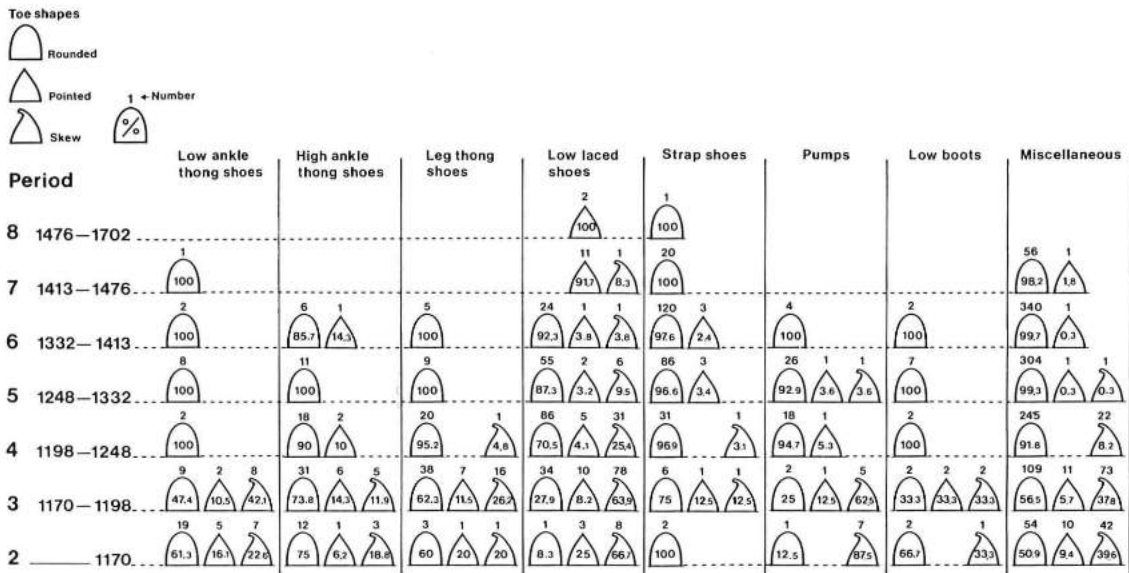 Toe shapes
Rounded
Pointed
1 ←Number
%
Skew
Low ankle thong shoes High ankle thong shoes Leg thong shoes Low laced shoes Strap shoes Pumps Low boots Miscellaneous
Period
2 1
8 1476—1702 100 100
1 11 1 20 56 1
7 1413—1476 100 91,7 8.3 100 98,2 1,8
2 6 1 5 24 1 1 120 3 4 2 340 1
6 1332—1413 100 85.7 14,3 100 92,3 3.8 3,8 97.6 2,4 100 100 99,7 0.3
8 11 9 55 2 6 86 3 26 1 1 7 304 1 1
5 1248—1332 100 100 100 87.3 3.2 9.5 96.6 3,4 92.9 3.6 3.6 100 99,3 0.3 0.3
2 18 2 20 1 86 5 31 31 1 18 1 2 245 22
4 1198—1248 100 90 10 95.2 4,8 70,5 4,1 25,4 96.9 3.1 94.7 5.3 100 91.8 8.2
9 2 8 31 6 5 38 7 16 34 10 78 6 1 1 2 1 5 2 2 2 109 11 73
3 1170—1198 47,4 10,5 42,1 73.8 14,3 11.9 62,3 11,5 26,2 27,9 8.2 63,9 75 12,5 12,5 25 12,5 62,5 33.3 33,3 33,3 56,5 5.7 37,8
19 5 7 12 1 3 3 1 1 1 3 8 2 1 7 2 1 54 10 42
2 1170 61,3 16,1 22,6 75 6,2 18,8 60 20 20 8.3 25 66,7 100 12.5 87,5 66.7 33,3 50.9 9,4 39,6